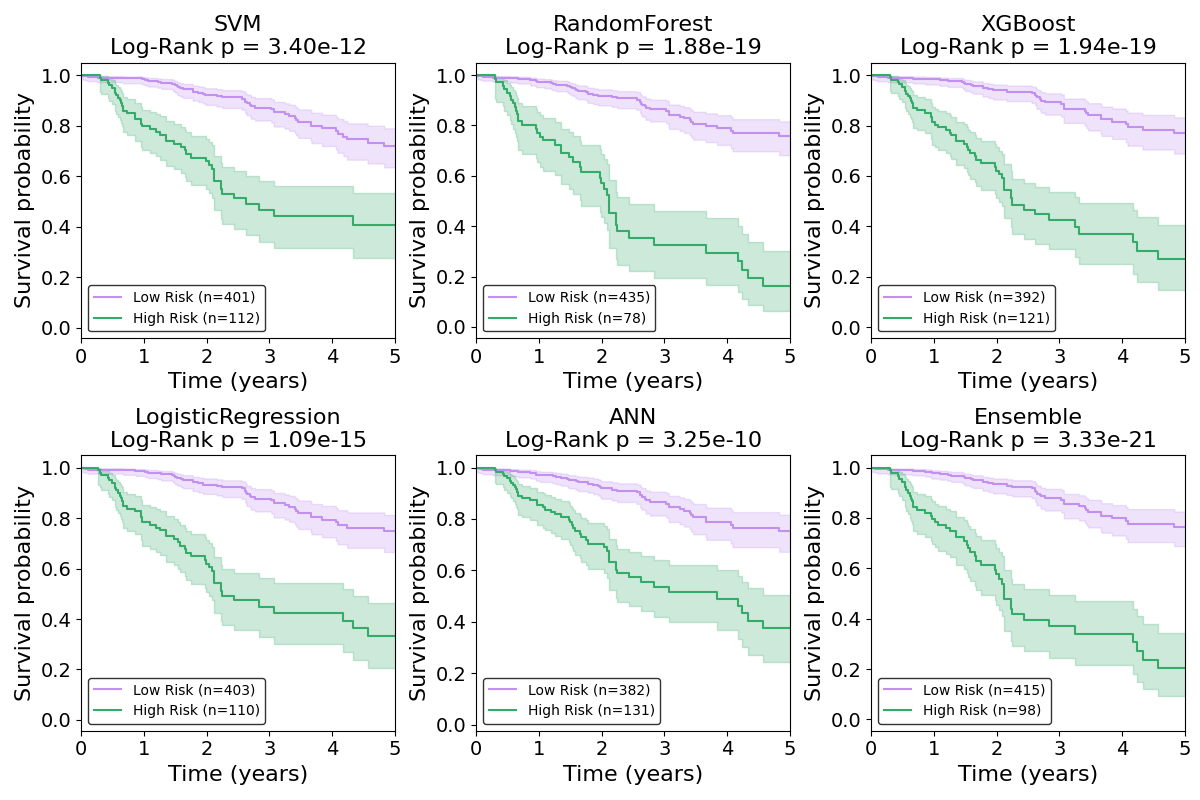 SVM
Log-Rank p = 3.40e-12
Survival probability
1.0
0.8
0.6
0.4
0.2
0.0
Low Risk (n=401)
High Risk (n=112)
0 1 2 3 4 5
Time (years)
RandomForest
Log-Rank p = 1.88e-19
Survival probability
1.0
0.8
0.6
0.4
0.2
0.0
Low Risk (n=435)
High Risk (n=78)
0 1 2 3 4 5
Time (years)
XGBoost
Log-Rank p = 1.94e-19
Survival probability
1.0
0.8
0.6
0.4
0.2
0.0
Low Risk (n=392)
High Risk (n=121)
0 1 2 3 4 5
Time (years)
LogisticRegression
Log-Rank p = 1.09e-15
Survival probability
1.0
0.8
0.6
0.4
0.2
0.0
Low Risk (n=403)
High Risk (n=110)
0 1 2 3 4 5
Time (years)
ANN
Log-Rank p = 3.25e-10
Survival probability
1.0
0.8
0.6
0.4
0.2
0.0
Low Risk (n=382)
High Risk (n=131)
0 1 2 3 4 5
Time (years)
Ensemble
Log-Rank p = 3.33e-21
Survival probability
1.0
0.8
0.6
0.4
0.2
0.0
Low Risk (n=415)
High Risk (n=98)
0 1 2 3 4 5
Time (years)